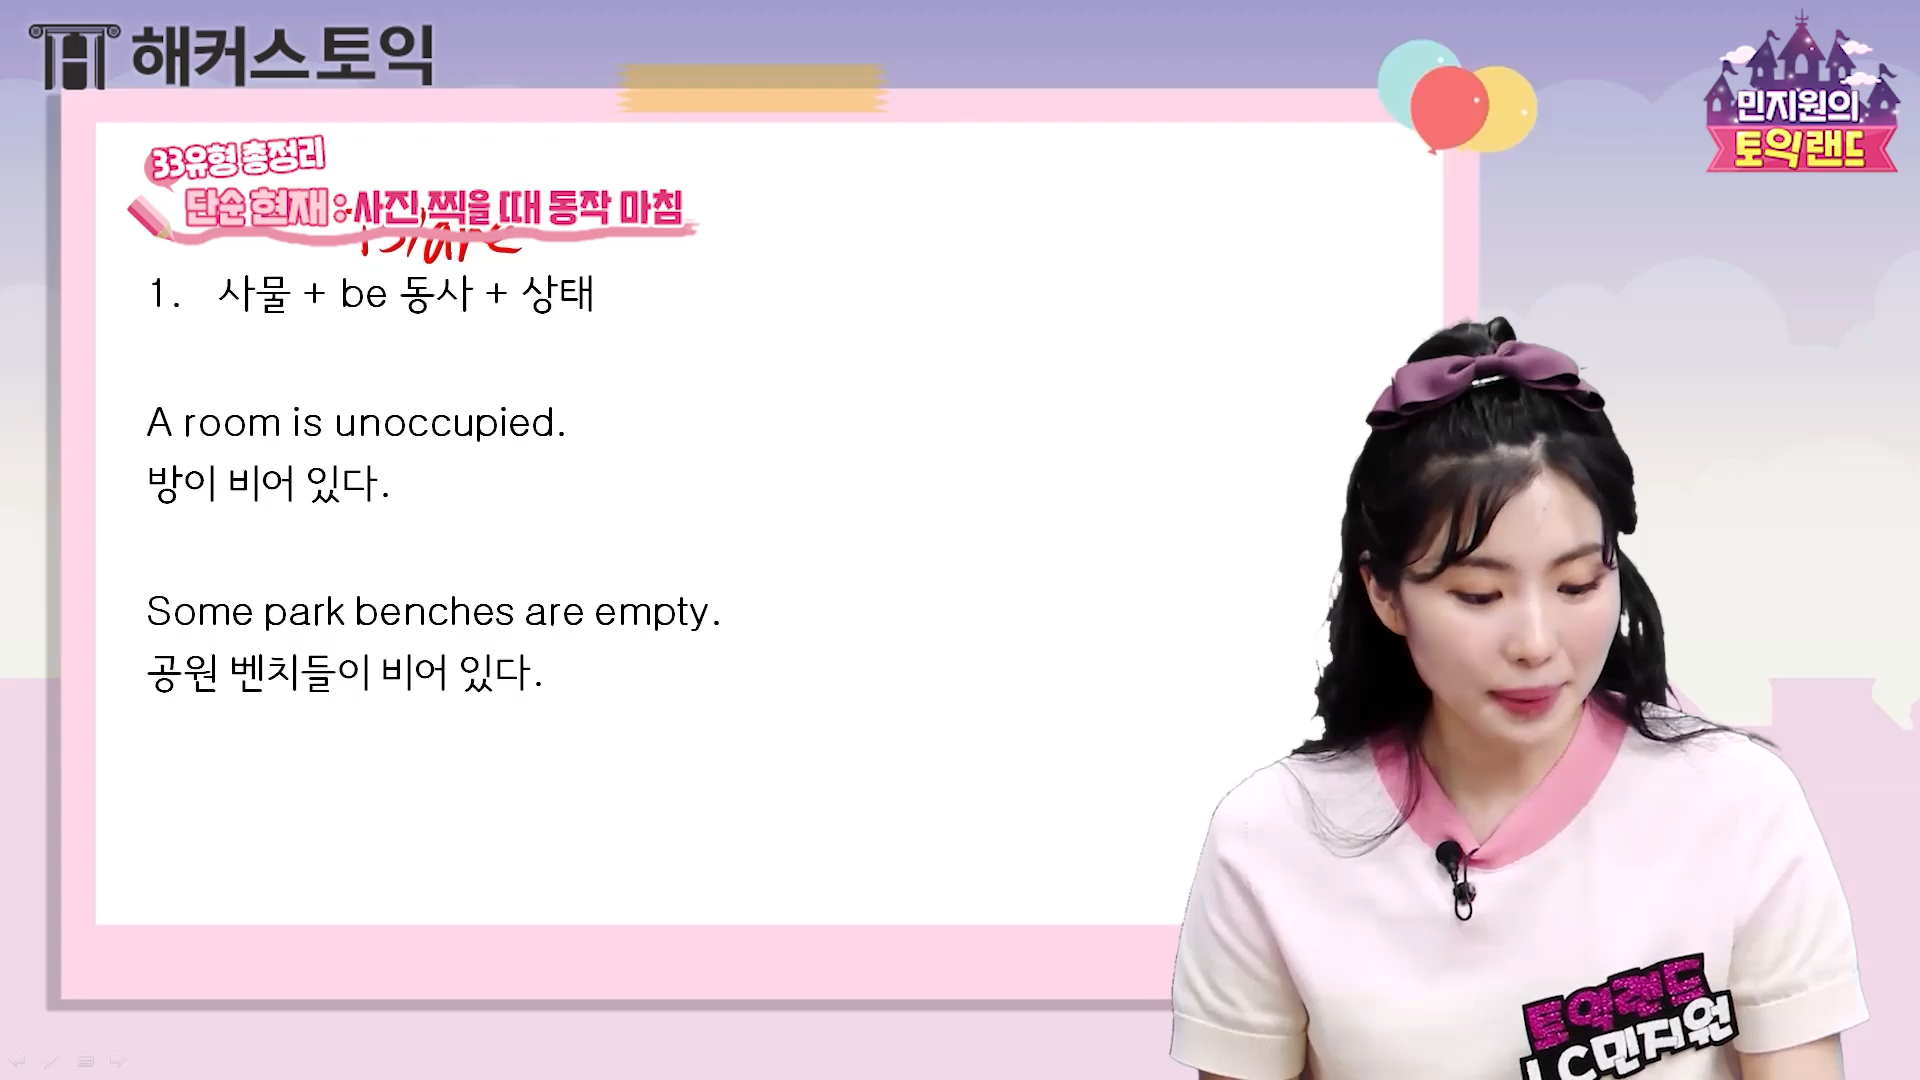 해커스토익
민지원의
토익랜드
33유형 총정리
단순 현재 : 사진 찍을 때 동작 마침
is/are
1. 사물 + be 동사 + 상태
A room is unoccupied.
방이 비어 있다.
Some park benches are empty.
공원 벤치들이 비어 있다.
토익랜드
LC민지원